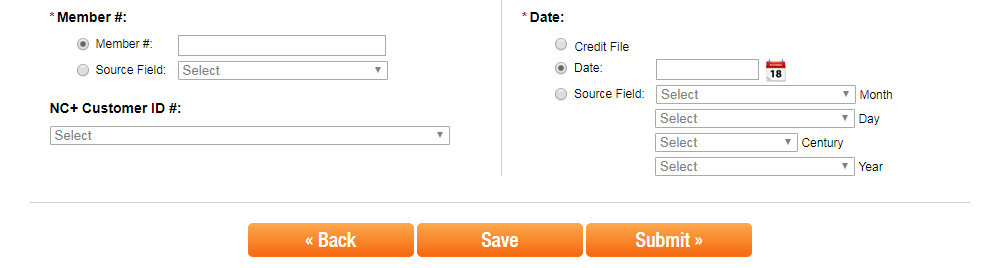 * Member #:
Member #:
Source Field: Select
NC+ Customer ID #:
Select
* Date:
Credit File
Date:
18
Source Field: Select Month
Select Day
Select Century
Select Year
« Back Save Submit »